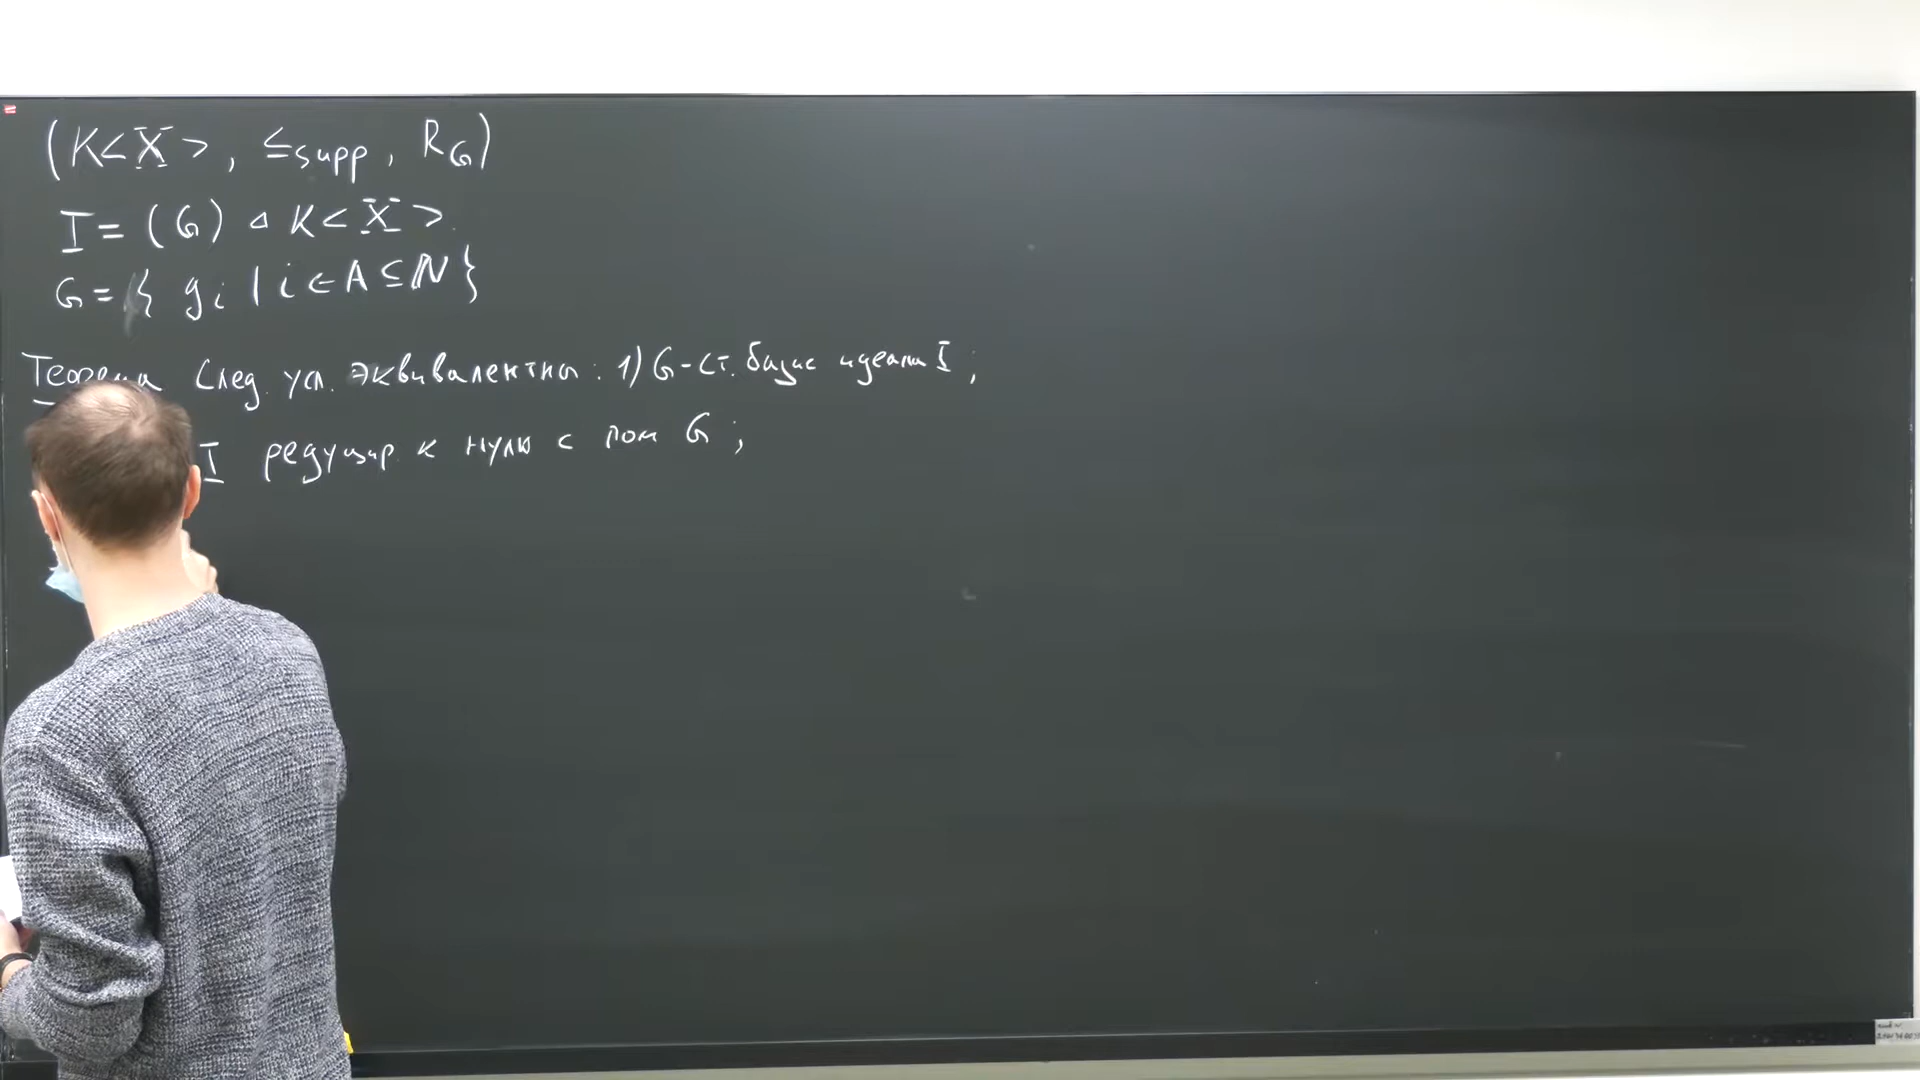 (K<X>, ≤supp, R_G)
I = (G) ◁ K<X>.
G = { g_i | i ∈ A ⊆ ℕ }
Теорема След. усл. эквивалентны: 1) G - ст. базис идеала I ;
I редуцир. к нулю с пом G ;